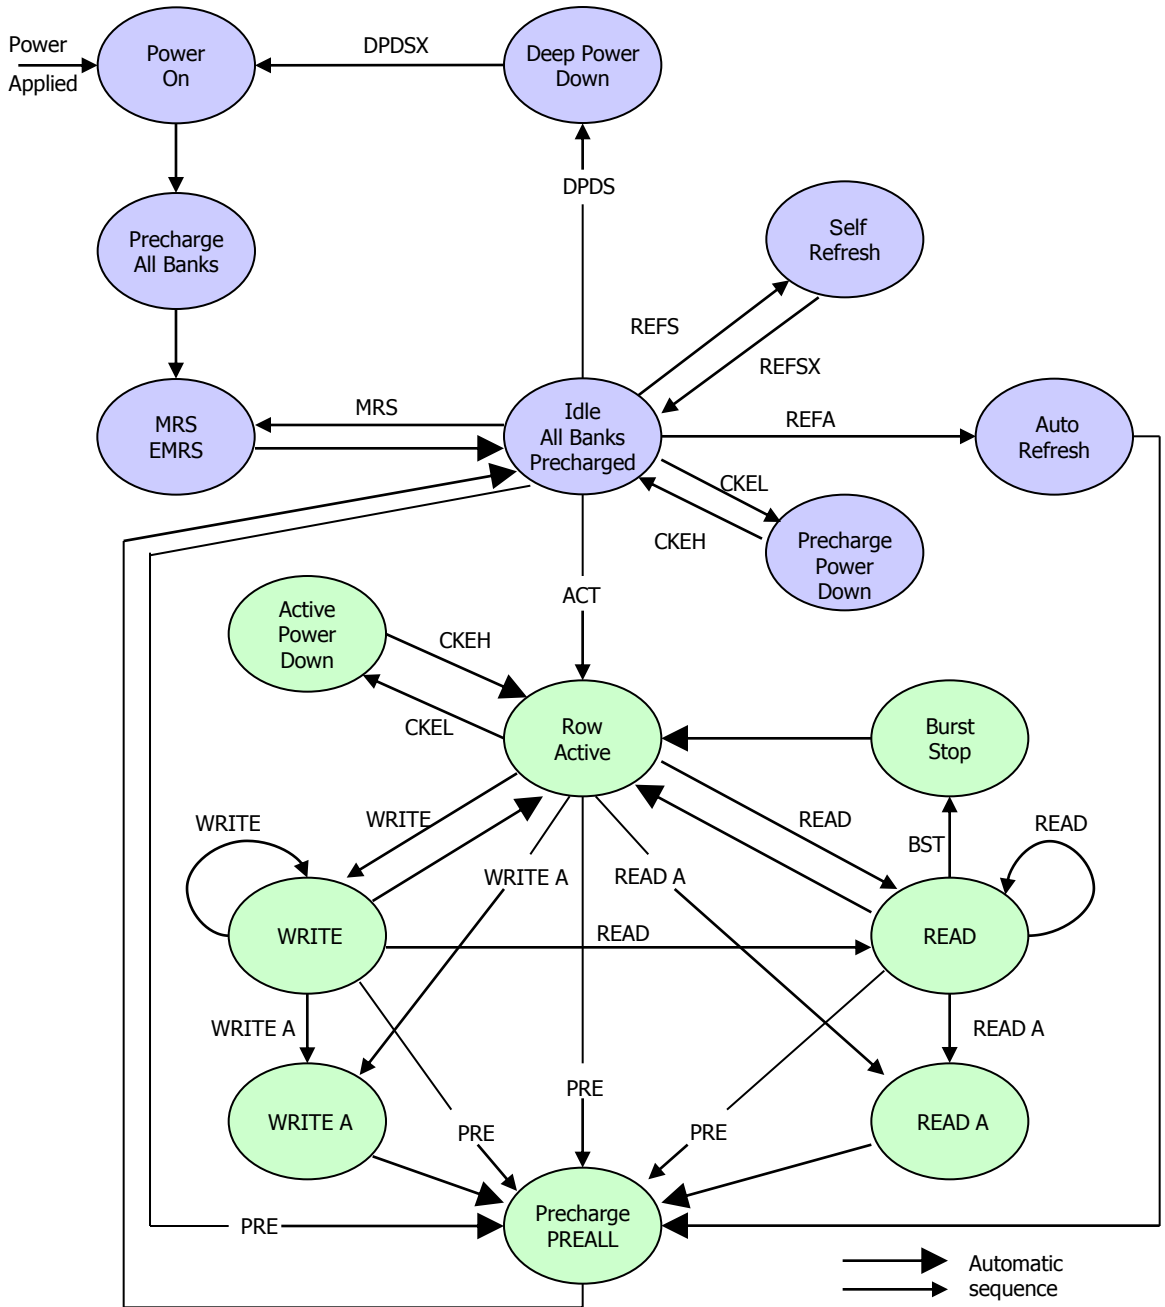 Power
Applied
Power
On
DPDSX
Deep Power
Down
DPDS
Precharge
All Banks
Self
Refresh
REFS
REFSX
MRS
EMRS
MRS
Idle
All Banks
Precharged
REFA
Auto
Refresh
CKEL
CKEH
Precharge
Power
Down
ACT
Active
Power
Down
CKEH
CKEL
Row
Active
Burst
Stop
WRITE
WRITE
READ
BST
READ
WRITE A
READ A
WRITE
READ
READ
WRITE A
READ A
WRITE A
PRE
READ A
PRE
PRE
Precharge
PREALL
PRE
Automatic
sequence